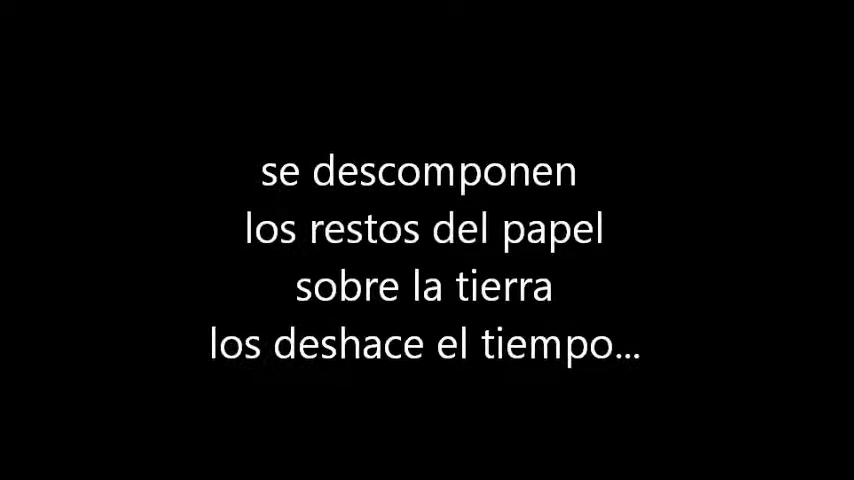 se descomponen
los restos del papel
sobre la tierra
los deshace el tiempo...